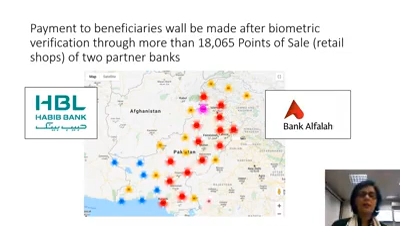 Payment to beneficiaries wall be made after biometric
verification through more than 18,065 Points of Sale (retail
shops) of two partner banks
Map
Afghanistan
Pakistan
HBL
HABIB BANK
Bank Alfalah